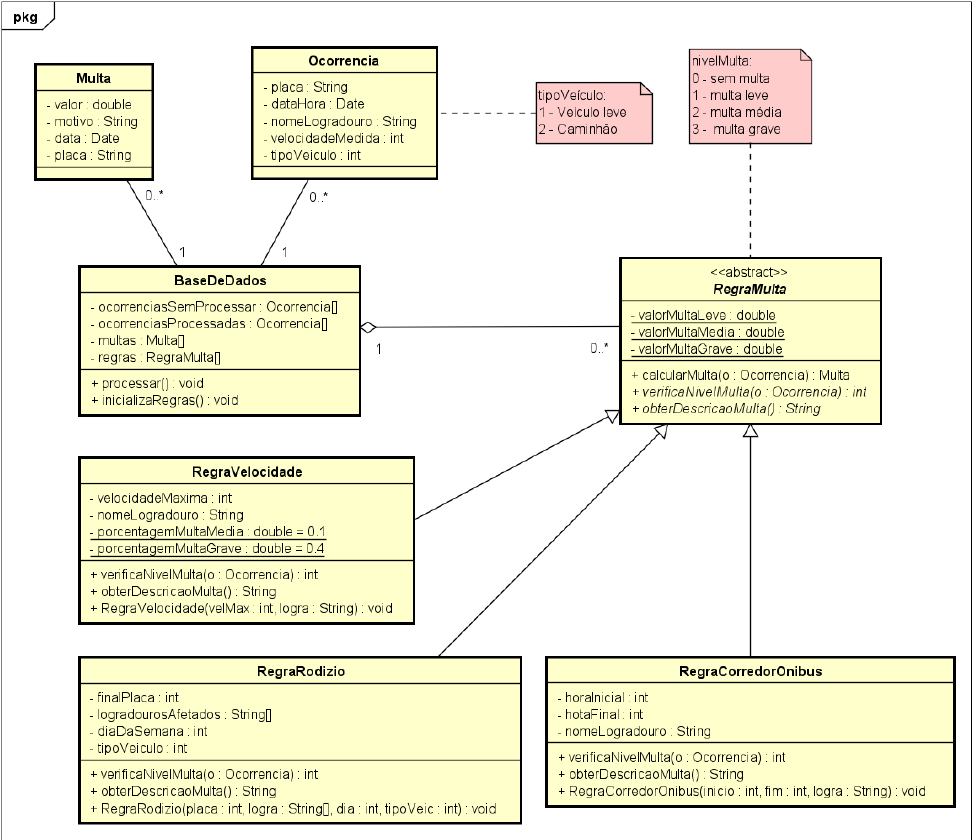 pkg
Multa
- valor : double
- motivo : String
- data : Date
- placa : String
Ocorrencia
- placa : String
- dataHora : Date
- nomeLogradouro : String
- velocidadeMedida : int
- tipoVeiculo : int
tipoVeículo:
1 - Veiculo leve
2 - Caminhão
nivelMulta:
0 - sem multa
1 - multa leve
2 - multa média
3 - multa grave
0..*
1
0..*
1
BaseDeDados
- ocorrenciasSemProcessar : Ocorrencia[]
- ocorrenciasProcessadas : Ocorrencia[]
- multas : Multa[]
- regras : RegraMulta[]
+ processar() : void
+ inicializaRegras() : void
1
0..*
<<abstract>>
RegraMulta
- valorMultaLeve : double
- valorMultaMedia : double
- valorMultaGrave : double
+ calcularMulta(o : Ocorrencia) : Multa
+ verificaNivelMulta(o : Ocorrencia) : int
+ obterDescricaoMulta() : String
RegraVelocidade
- velocidadeMaxima : int
- nomeLogradouro : String
- porcentagemMultaMedia : double = 0.1
- porcentagemMultaGrave : double = 0.4
+ verificaNivelMulta(o : Ocorrencia) : int
+ obterDescricaoMulta() : String
+ RegraVelocidade(velMax : int, logra : String) : void
RegraRodizio
- finalPlaca : int
- logradourosAfetados : String[]
- diaDaSemana : int
- tipoVeiculo : int
+ verificaNivelMulta(o : Ocorrencia) : int
+ obterDescricaoMulta() : String
+ RegraRodizio(placa : int, logra : String[], dia : int, tipoVeic : int) : void
RegraCorredorOnibus
- horaInicial : int
- hotaFinal : int
- nomeLogradouro : String
+ verificaNivelMulta(o : Ocorrencia) : int
+ obterDescricaoMulta() : String
+ RegraCorredorOnibus(inicio : int, fim : int, logra : String) : void